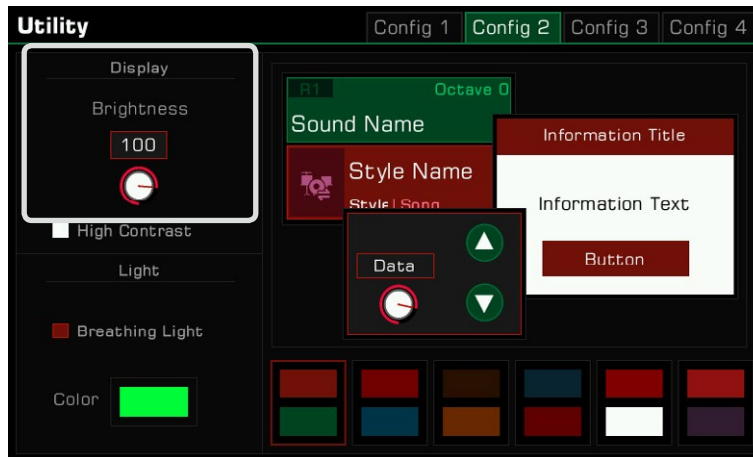 Utility
Config 1
Config 2
Config 3
Config 4
Display
Brightness
100
High Contrast
Light
Breathing Light
Color
R1
Octave 0
Sound Name
Style Name
Style | Song
Data
Information Title
Information Text
Button